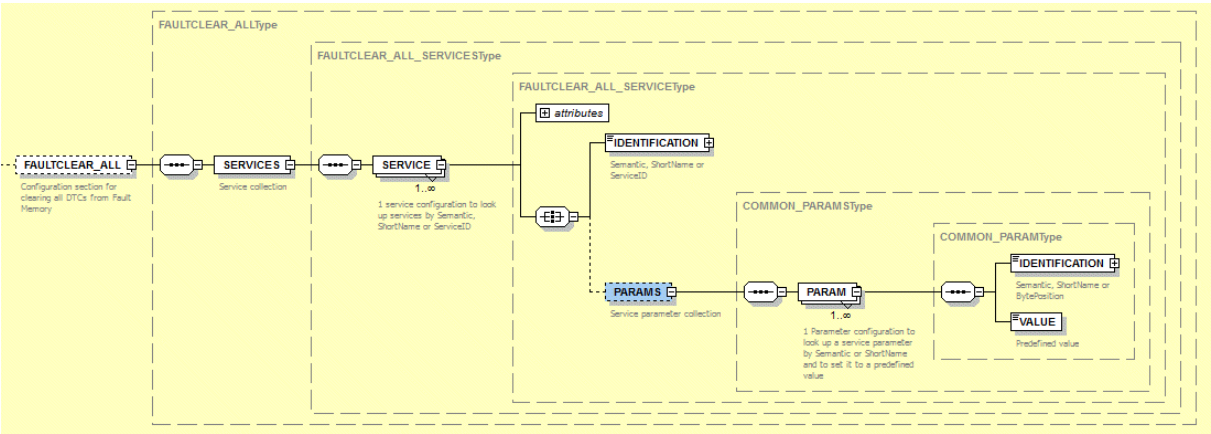 FAULTCLEAR_ALLType
FAULTCLEAR_ALL_SERVICESType
FAULTCLEAR_ALL_SERVICEType
attributes
IDENTIFICATION
Semantic, ShortName or
ServiceID
FAULTCLEAR_ALL
Configuration section for
clearing all DTCs from Fault
Memory
SERVICES
Service collection
SERVICE
1..∞
1 service configuration to look
up services by Semantic,
ShortName or ServiceID
COMMON_PARAMSType
COMMON_PARAMType
IDENTIFICATION
Semantic, ShortName or
BytePosition
PARAMS
Service parameter collection
PARAM
1..∞
1 Parameter configuration to
look up a service parameter
by Semantic or ShortName
and to set it to a predefined
value
VALUE
Predefined value